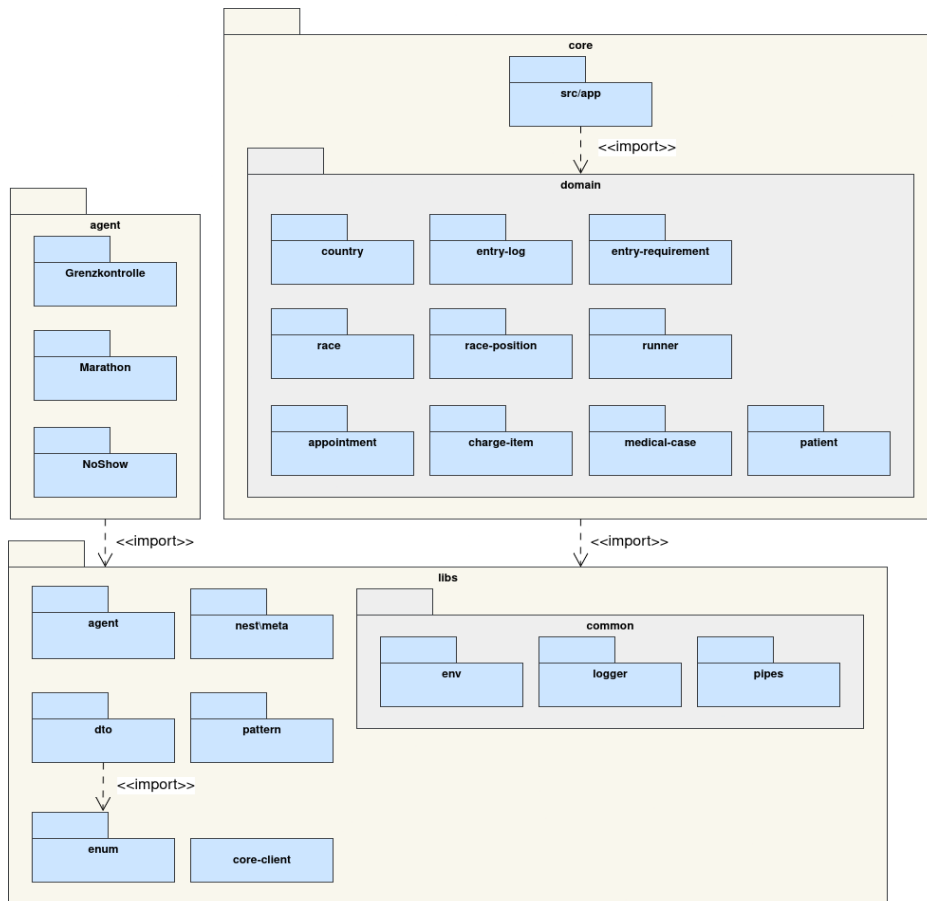 core
src/app
<<import>>
domain
country
entry-log
entry-requirement
race
race-position
runner
appointment
charge-item
medical-case
patient
agent
Grenzkontrolle
Marathon
NoShow
<<import>>
<<import>>
libs
agent
nest\meta
common
env
logger
pipes
dto
pattern
<<import>>
enum
core-client